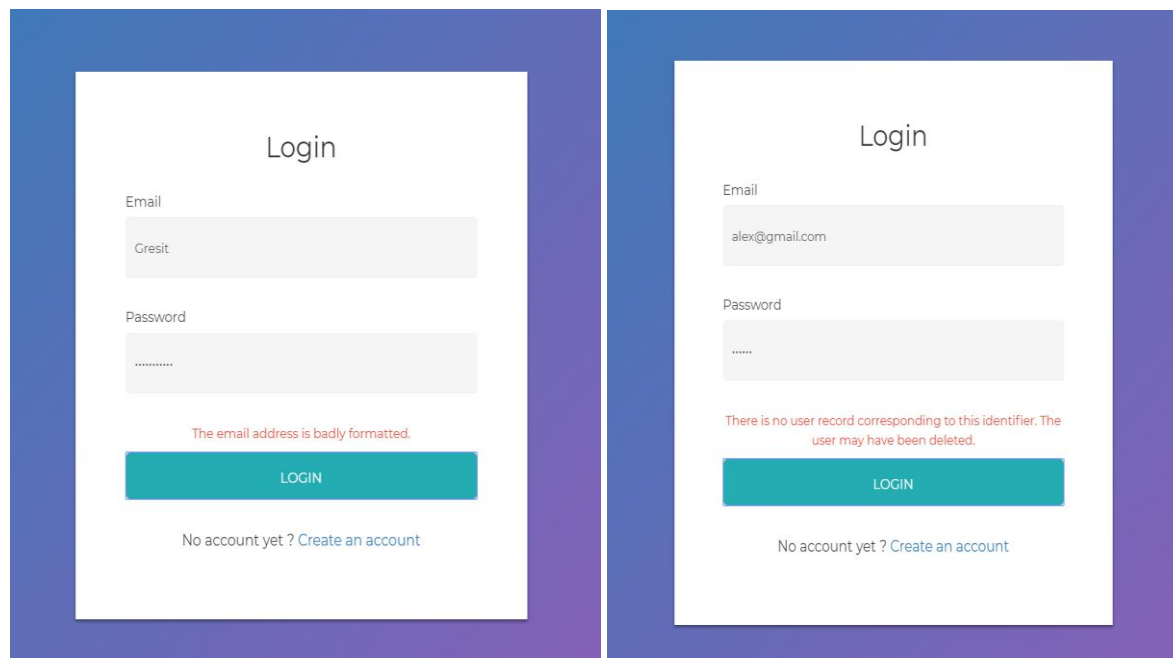 Login
Email
Gresit
Password
...........
The email address is badly formatted.
LOGIN
No account yet ? Create an account
Login
Email
alex@gmail.com
Password
......
There is no user record corresponding to this identifier. The
user may have been deleted.
LOGIN
No account yet ? Create an account